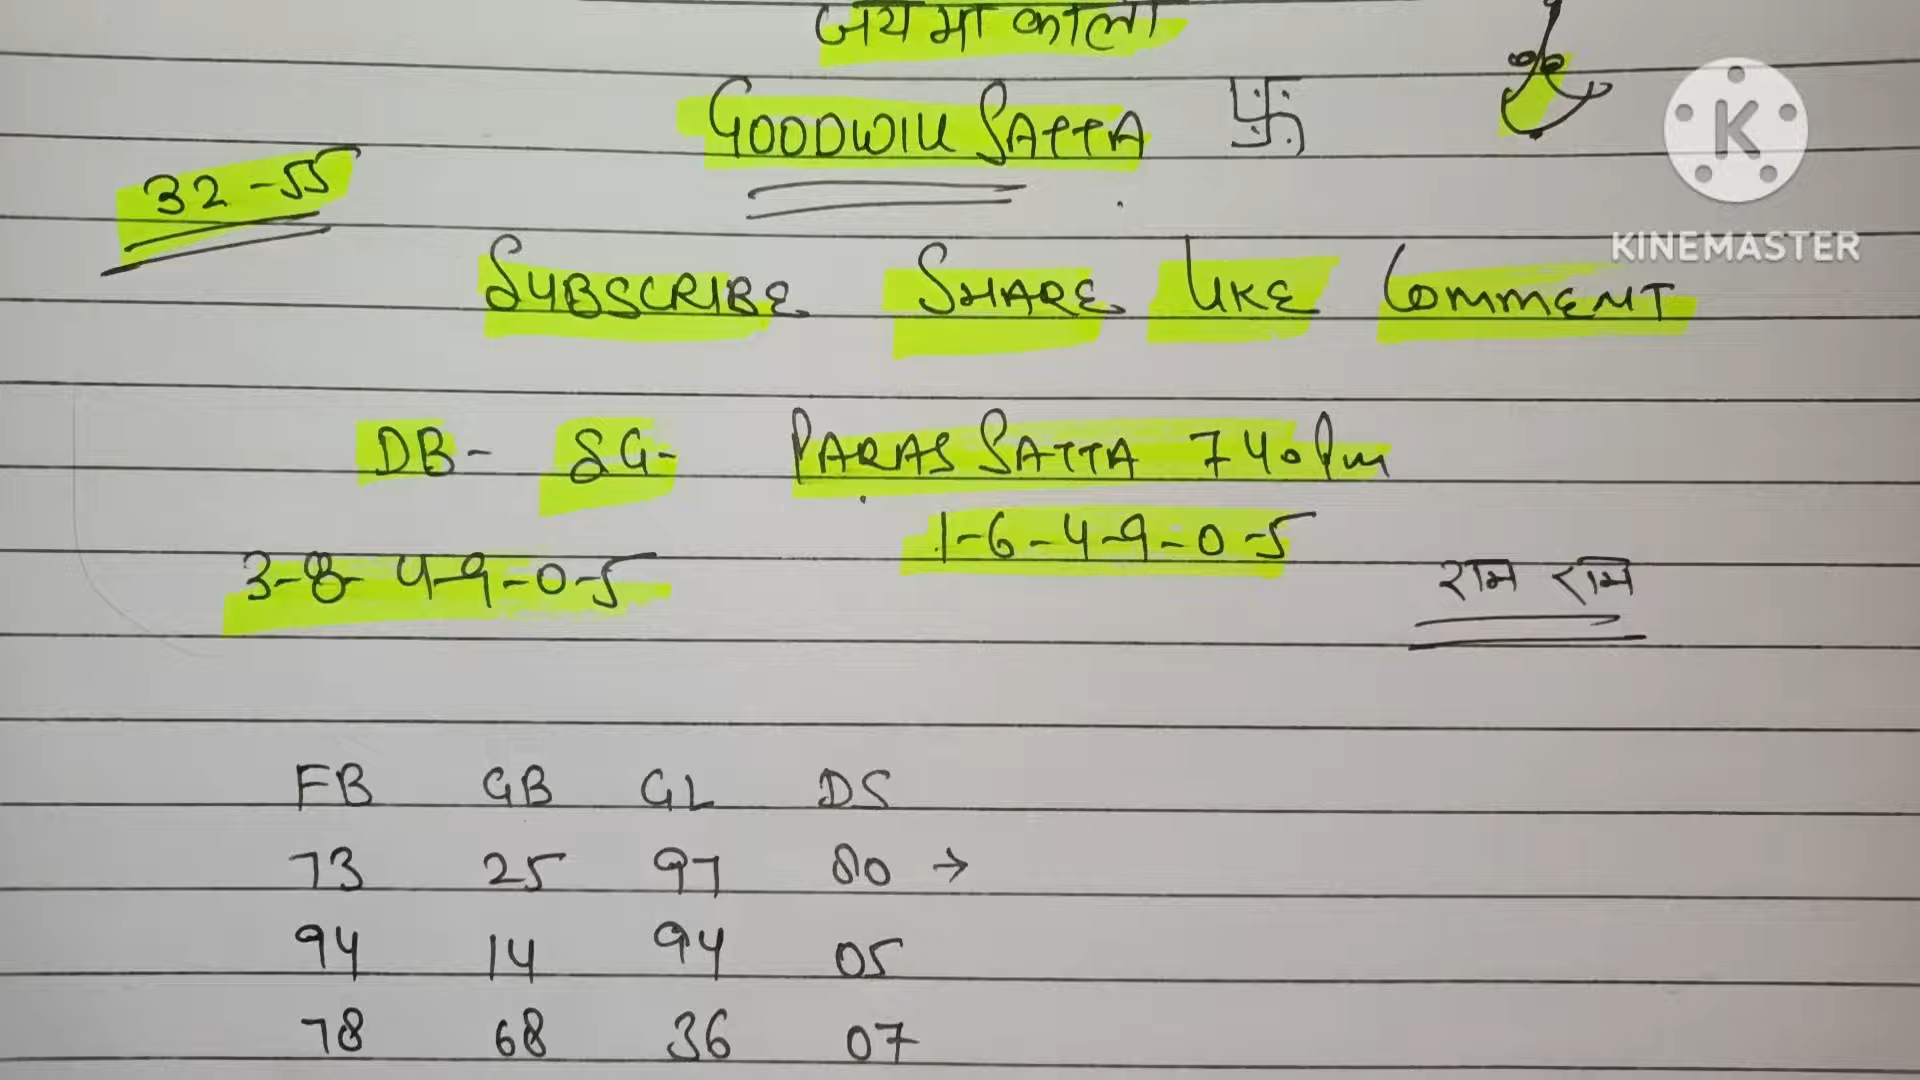 जय माँ काली
GOODWILL SATTA 卐
32-55
K
KINEMASTER
SUBSCRIBE SHARE LIKE COMMENT
DB- SG- PARAS SATTA 740 Pm
1-6-4-9-0-5
3-8-4-9-0-5
राम राम
FB GB GL DS
73 25 97 80 →
94 14 94 05
78 68 36 07